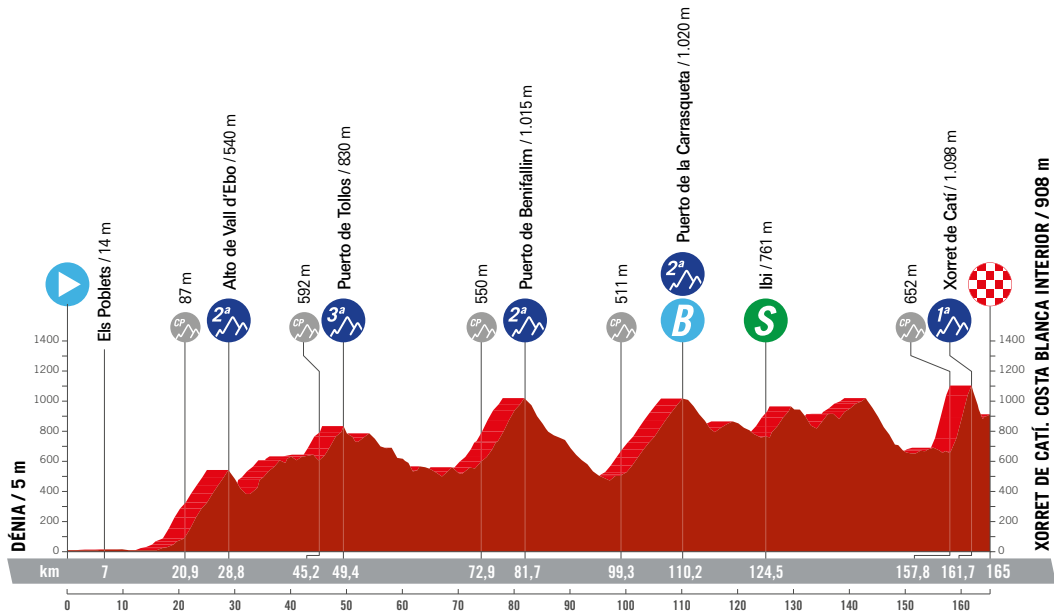 Els Poblets / 14 m
87 m
Alto de Vall d'Ebo / 540 m
592 m
Puerto de Tollos / 830 m
550 m
Puerto de Benifallim / 1.015 m
511 m
Puerto de la Carrasqueta / 1.020 m
Ibi / 761 m
652 m
Xorret de Catí / 1.098 m
CP
2ª
CP
3ª
CP
2ª
CP
2ª
B
S
CP
1ª
DÉNIA / 5 m
XORRET DE CATÍ. COSTA BLANCA INTERIOR / 908 m
1400
1200
1000
800
600
400
200
0
1400
1200
1000
800
600
400
200
0
km 7 20,9 28,8 45,2 49,4 72,9 81,7 99,3 110,2 124,5 157,8 161,7 165
0 10 20 30 40 50 60 70 80 90 100 110 120 130 140 150 160